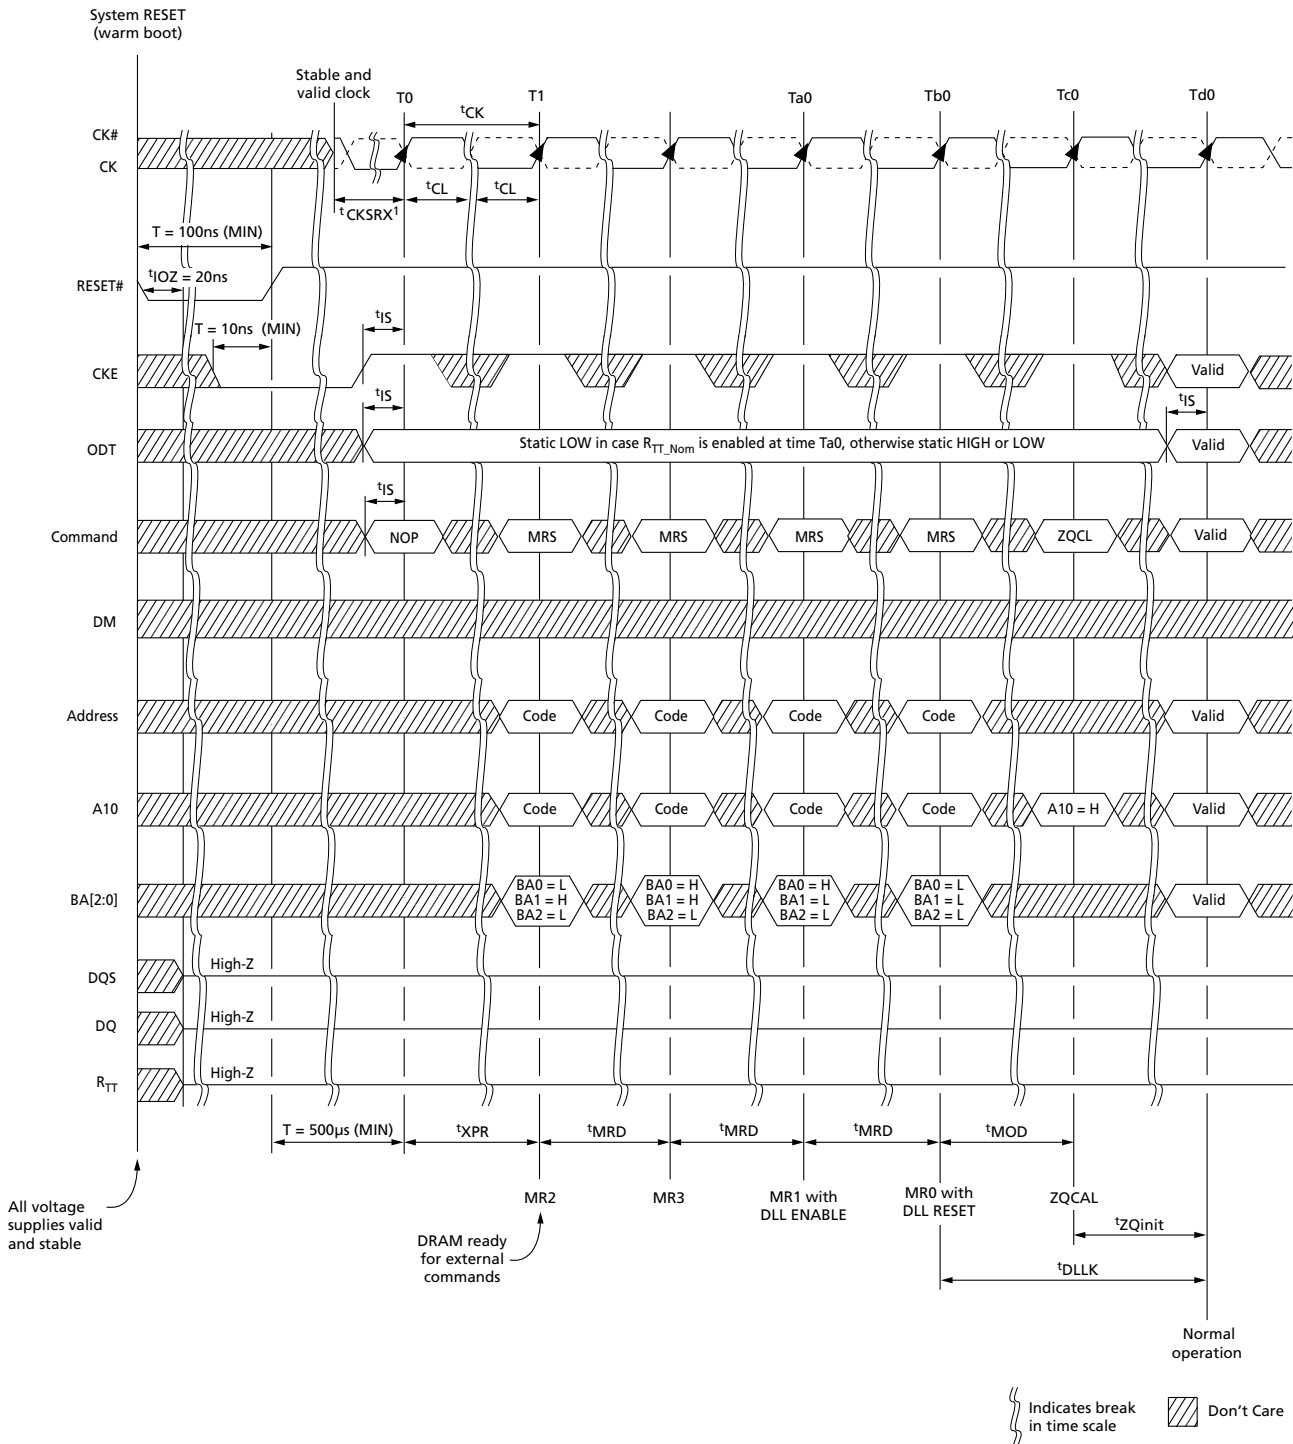 System RESET
(warm boot)
Stable and
valid clock
T0
T1
Ta0
Tb0
Tc0
Td0
tCK
CK#
CK
tCL
tCL
tCKSRX1
T = 100ns (MIN)
tIOZ = 20ns
RESET#
tIS
T = 10ns (MIN)
CKE
Valid
tIS
tIS
ODT
Static LOW in case RTT_Nom is enabled at time Ta0, otherwise static HIGH or LOW
Valid
tIS
Command
NOP
MRS
MRS
MRS
MRS
ZQCL
Valid
DM
Address
Code
Code
Code
Code
Valid
A10
Code
Code
Code
Code
A10 = H
Valid
BA[2:0]
BA0 = L
BA1 = H
BA2 = L
BA0 = H
BA1 = H
BA2 = L
BA0 = H
BA1 = L
BA2 = L
BA0 = L
BA1 = L
BA2 = L
Valid
DQS
High-Z
DQ
High-Z
RTT
High-Z
T = 500µs (MIN)
tXPR
tMRD
tMRD
tMRD
tMOD
All voltage
supplies valid
and stable
MR2
MR3
MR1 with
DLL ENABLE
MR0 with
DLL RESET
ZQCAL
DRAM ready
for external
commands
tZQinit
tDLLK
Normal
operation
Indicates break
in time scale
Don't Care